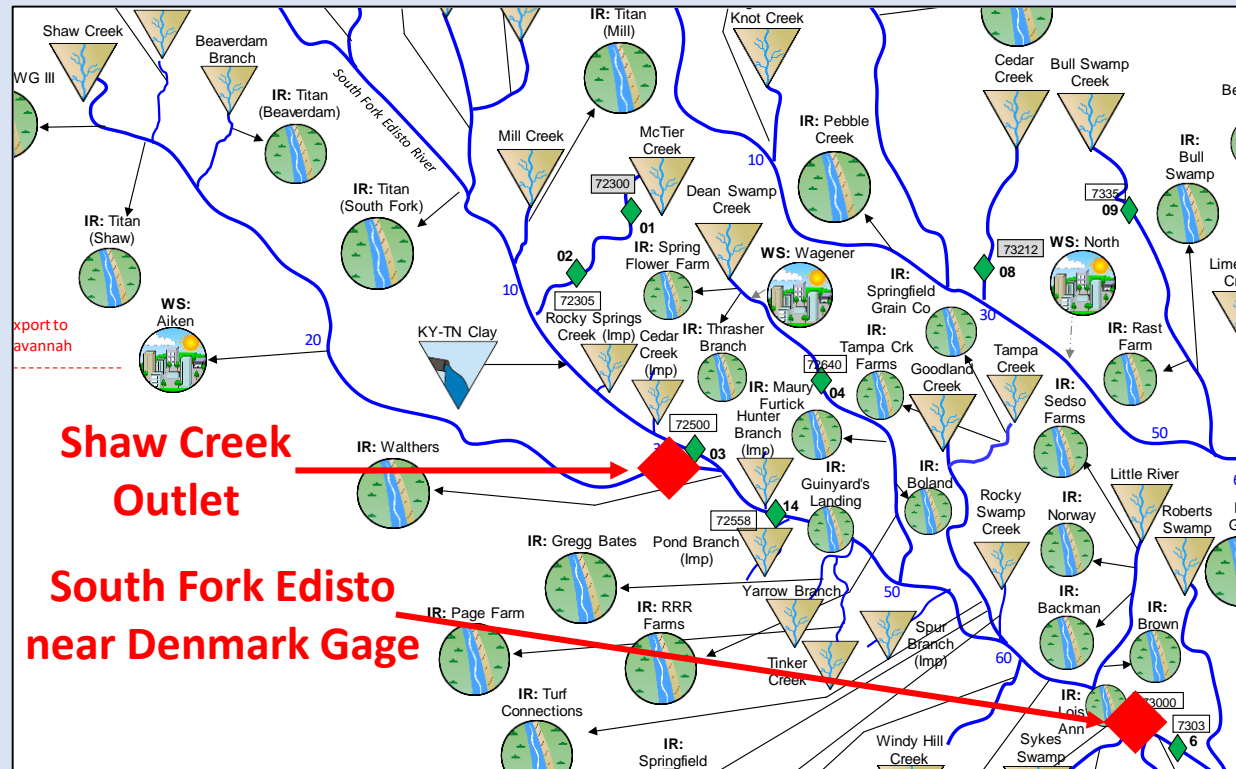 Shaw Creek
WG III
Beaverdam
Branch
IR: Titan
(Beaverdam)
South Fork Edisto River
IR: Titan
(Mill)
Knot Creek
Cedar
Creek
Bull Swamp
Creek
IR: Pebble
Creek
IR:
Bull
Swamp
Mill Creek
McTier
Creek
72300
01
10
Dean Swamp
Creek
7335
09
IR: Titan
(South Fork)
IR: Titan
(Shaw)
02
IR: Spring
Flower Farm
WS: Wagener
73212
08
WS: North
10
72305
Rocky Springs
Creek (Imp)
IR:
Springfield
Grain Co
30
WS:
Aiken
xport to
avannah
20
KY-TN Clay
Cedar
Creek
(Imp)
IR: Thrasher
Branch
IR:
Tampa Crk
Farms
Tampa
Creek
IR: Rast
Farm
72640
04
Goodland
Creek
IR:
Sedso
Farms
IR: Maury
Furtick
Hunter
Branch
(Imp)
50
72500
03
Shaw Creek
Outlet
IR: Walthers
IR:
Guinyard's
Landing
IR:
Boland
Rocky
Swamp
Creek
Little River
IR:
Norway
Roberts
Swamp
14
72558
Pond Branch
(Imp)
IR: Gregg Bates
50
Yarrow Branch
South Fork Edisto
near Denmark Gage
IR: Page Farm
IR: RRR
Farms
Tinker
Creek
Spur
Branch
(Imp)
60
IR:
Backman
IR:
Brown
IR: Turf
Connections
IR:
Lois
Ann
73000
7303
6
IR:
Springfield
Windy Hill
Creek
Sykes
Swamp